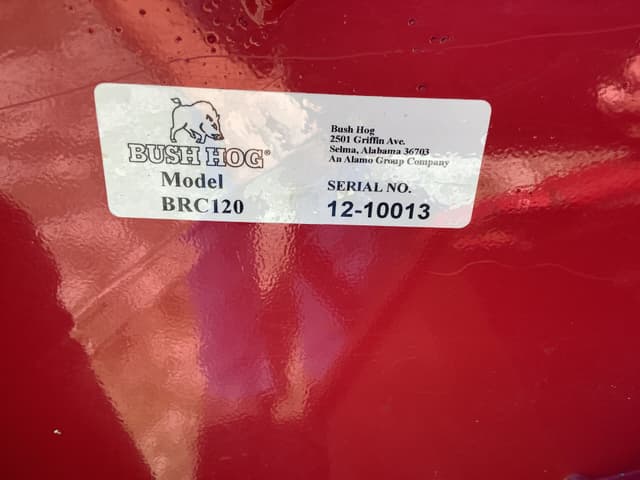 BUSH HOG®
Model
BRC120
Bush Hog
2501 Griffin Ave.
Selma, Alabama 36703
An Alamo Group Company
SERIAL NO.
12-10013